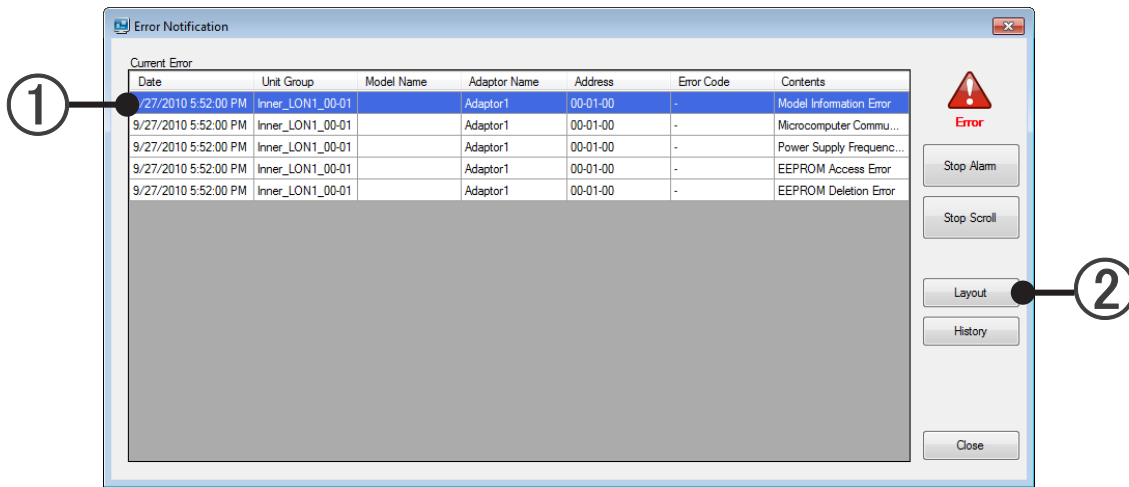 Error Notification
Current Error
Date Unit Group Model Name Adaptor Name Address Error Code Contents
① /27/2010 5:52:00 PM Inner_LON1_00-01 Adaptor1 00-01-00 - Model Information Error
9/27/2010 5:52:00 PM Inner_LON1_00-01 Adaptor1 00-01-00 - Microcomputer Commu...
9/27/2010 5:52:00 PM Inner_LON1_00-01 Adaptor1 00-01-00 - Power Supply Frequenc...
9/27/2010 5:52:00 PM Inner_LON1_00-01 Adaptor1 00-01-00 - EEPROM Access Error
9/27/2010 5:52:00 PM Inner_LON1_00-01 Adaptor1 00-01-00 - EEPROM Deletion Error
Error
Stop Alarm
Stop Scroll
Layout ②
History
Close